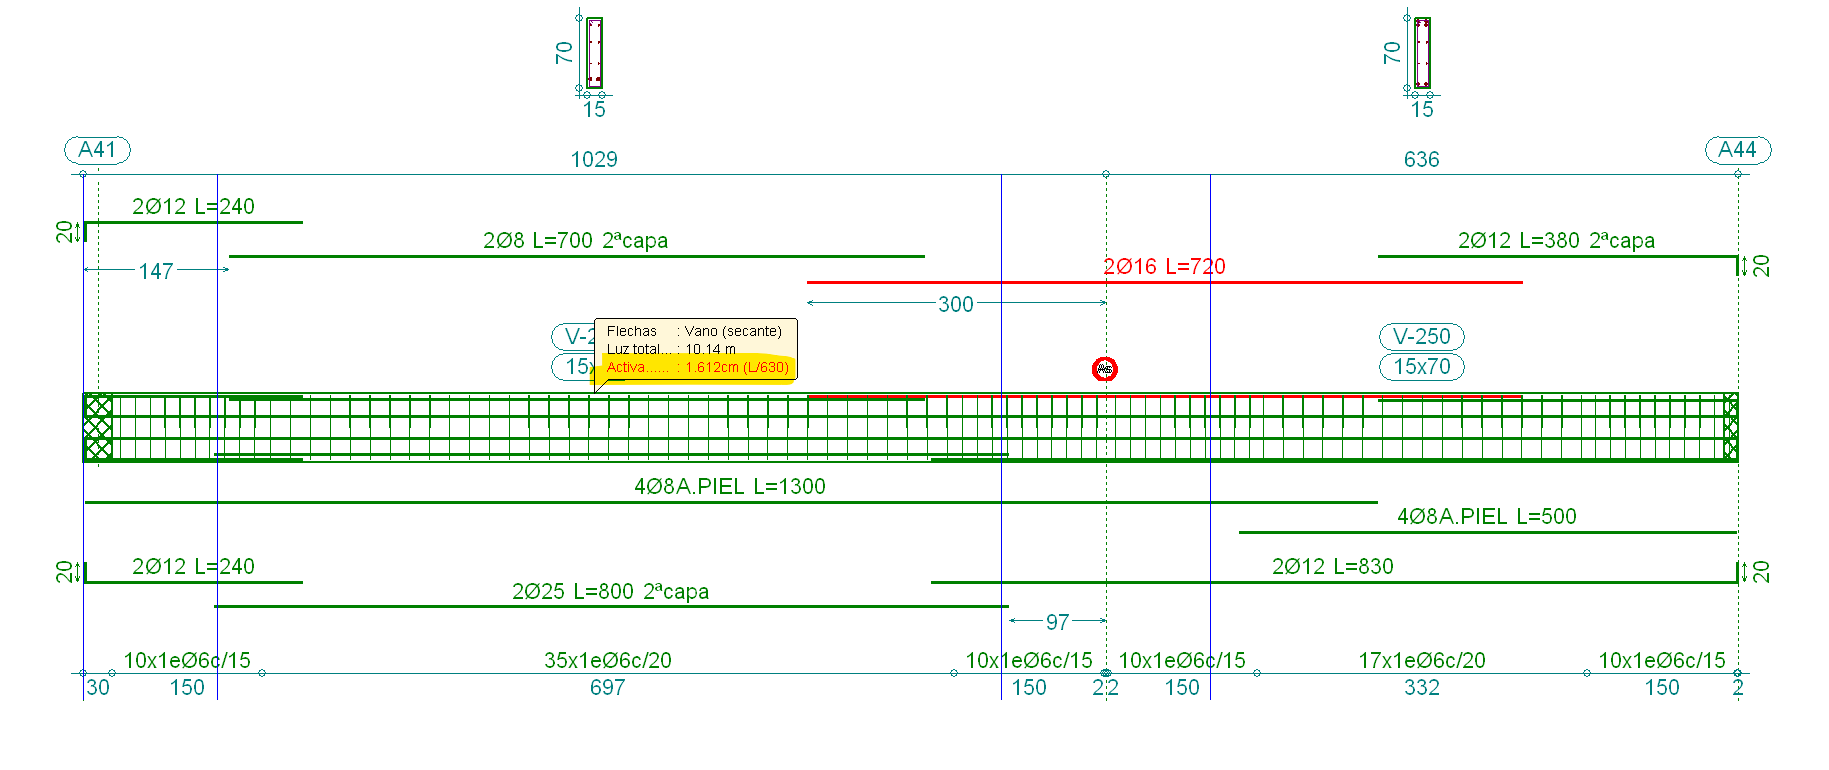 70
15
70
15
A41
1029
636
A44
2Ø12 L=240
20
2Ø8 L=700 2ªcapa
2Ø12 L=380 2ªcapa
20
147
2Ø16 L=720
300
V-2
Flechas : Vano (secante)
Luz total... : 10.14 m
Activa...... : 1.612cm (L/630)
15x
V-250
15x70
As
4Ø8A.PIEL L=1300
4Ø8A.PIEL L=500
2Ø12 L=240
20
2Ø12 L=830
20
2Ø25 L=800 2ªcapa
97
10x1eØ6c/15
35x1eØ6c/20
10x1eØ6c/15
10x1eØ6c/15
17x1eØ6c/20
10x1eØ6c/15
30
150
697
150
22
150
332
150
2